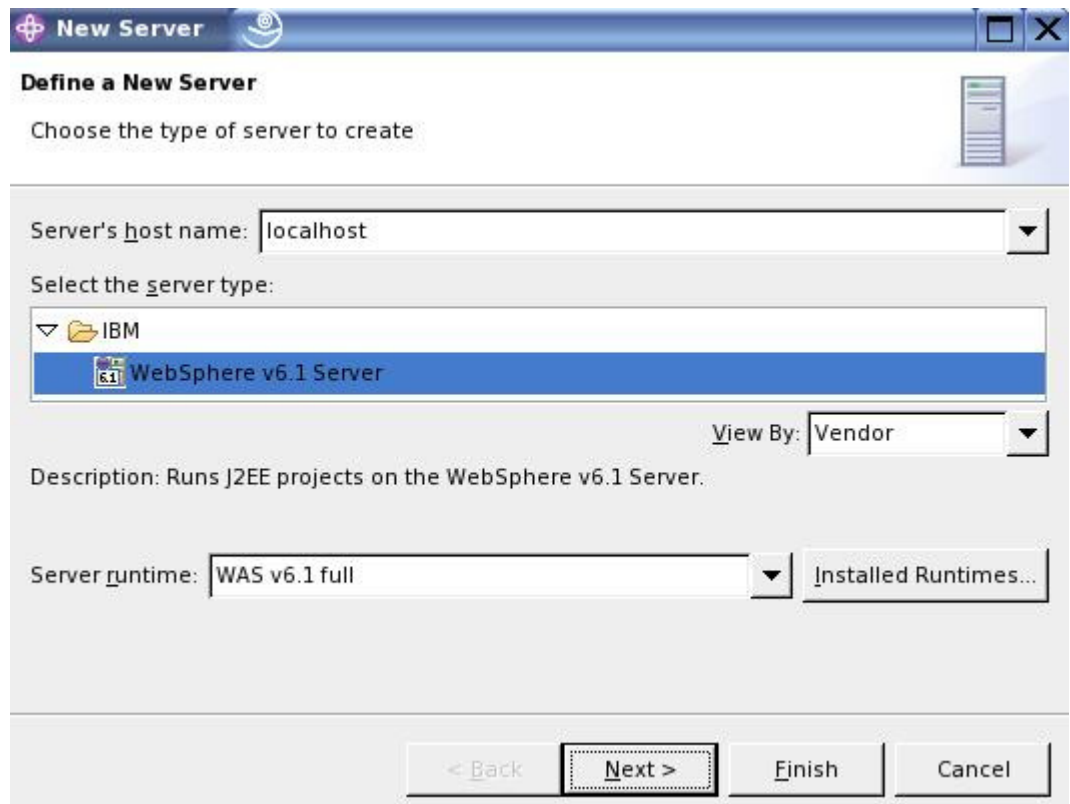 New Server
Define a New Server
Choose the type of server to create
Server's host name: localhost
Select the server type:
IBM
6.1 WebSphere v6.1 Server
View By: Vendor
Description: Runs J2EE projects on the WebSphere v6.1 Server.
Server runtime: WAS v6.1 full Installed Runtimes...
< Back Next > Finish Cancel